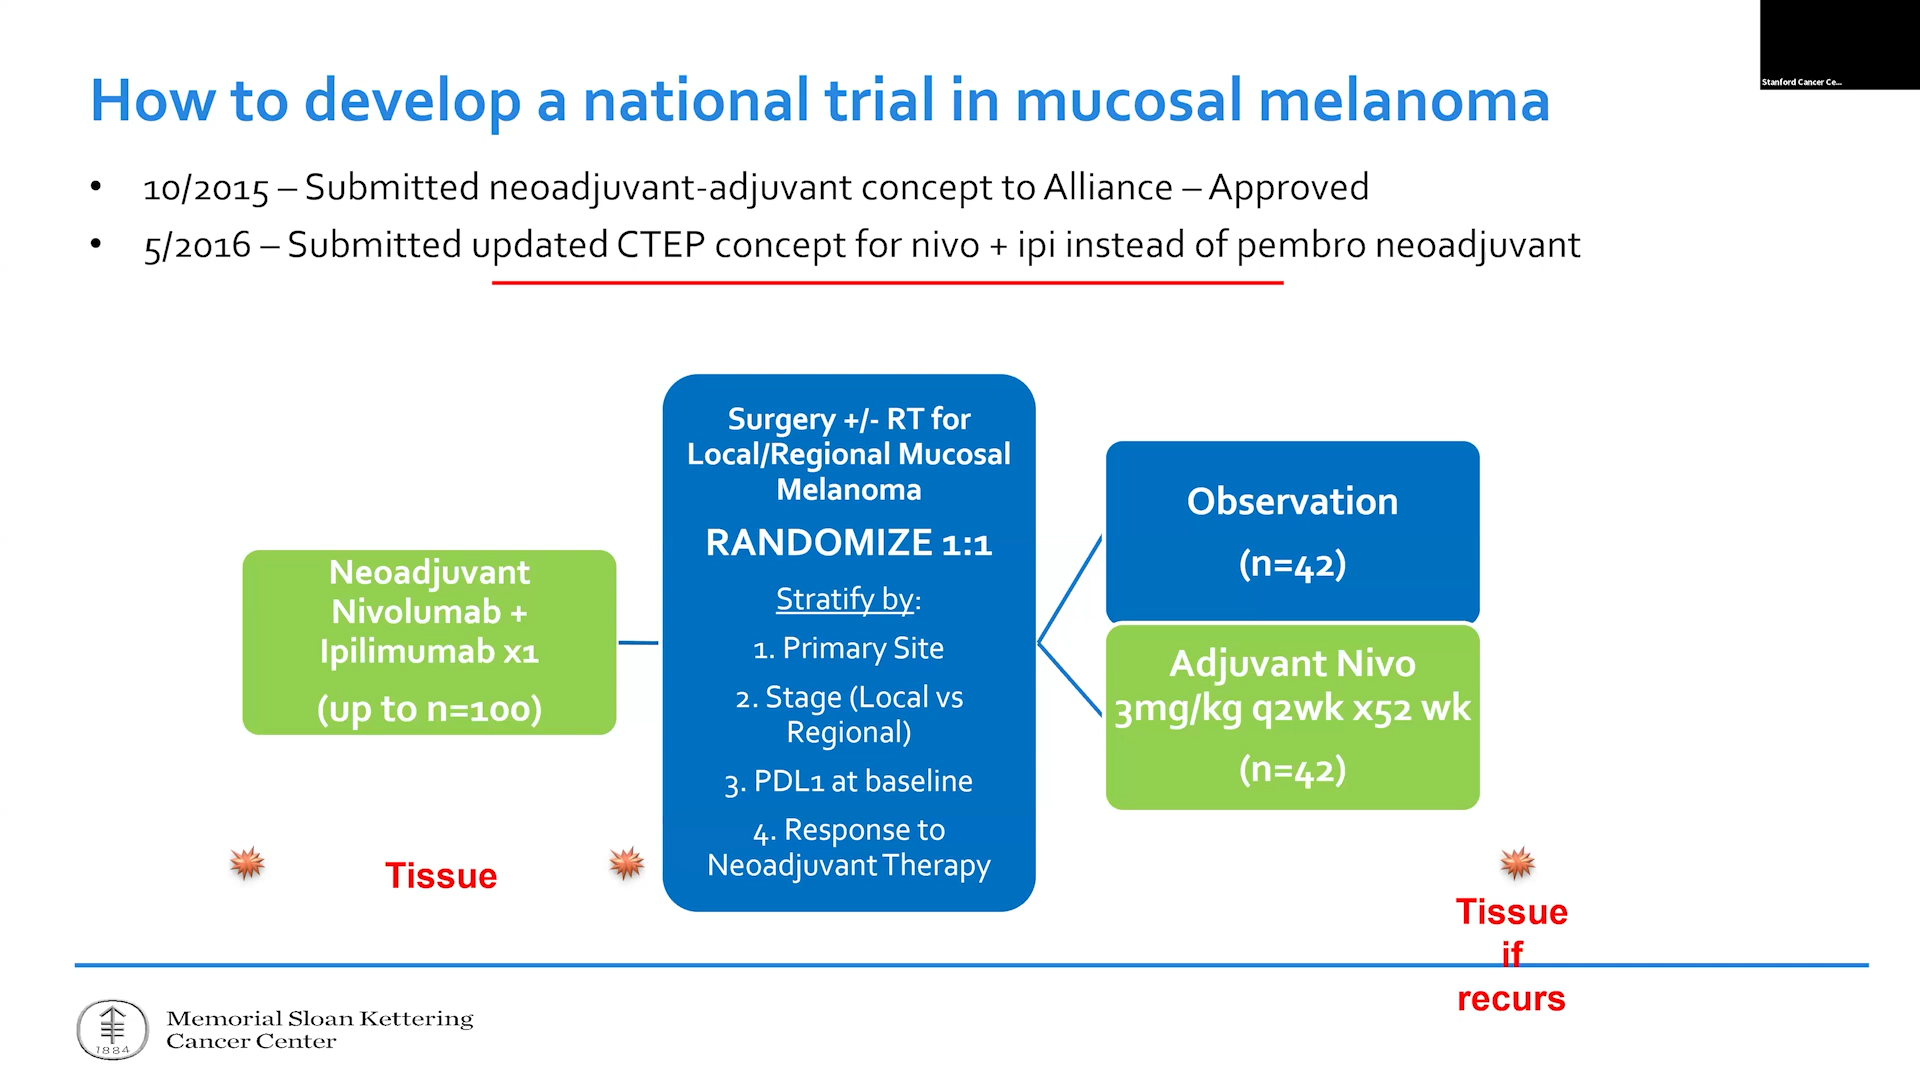 Stanford Cancer Ce...
How to develop a national trial in mucosal melanoma
• 10/2015 – Submitted neoadjuvant-adjuvant concept to Alliance – Approved
• 5/2016 – Submitted updated CTEP concept for nivo + ipi instead of pembro neoadjuvant
Neoadjuvant
Nivolumab +
Ipilimumab x1
(up to n=100)
Surgery +/- RT for
Local/Regional Mucosal
Melanoma
RANDOMIZE 1:1
Stratify by:
1. Primary Site
2. Stage (Local vs
Regional)
3. PDL1 at baseline
4. Response to
Neoadjuvant Therapy
Observation
(n=42)
Adjuvant Nivo
3mg/kg q2wk x52 wk
(n=42)
Tissue
Tissue
if
recurs
1884
Memorial Sloan Kettering
Cancer Center